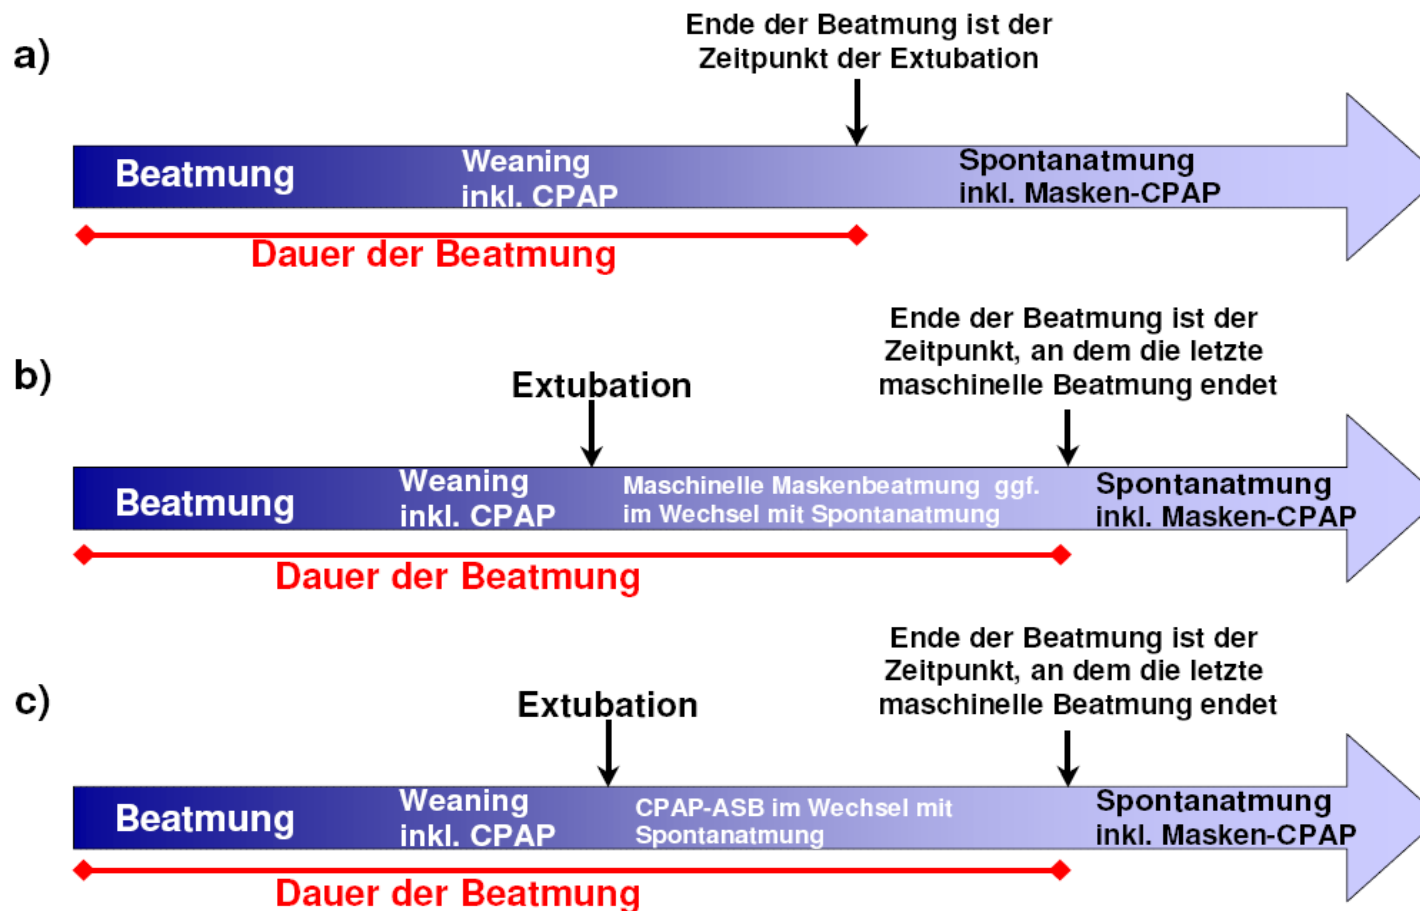 Ende der Beatmung ist der
Zeitpunkt der Extubation
a)
Beatmung
Weaning
inkl. CPAP
Spontanatmung
inkl. Masken-CPAP
Dauer der Beatmung
Ende der Beatmung ist der
Zeitpunkt, an dem die letzte
maschinelle Beatmung endet
b)
Extubation
Beatmung
Weaning
inkl. CPAP
Maschinelle Maskenbeatmung ggf.
im Wechsel mit Spontanatmung
Spontanatmung
inkl. Masken-CPAP
Dauer der Beatmung
Ende der Beatmung ist der
Zeitpunkt, an dem die letzte
maschinelle Beatmung endet
c)
Extubation
Beatmung
Weaning
inkl. CPAP
CPAP-ASB im Wechsel mit
Spontanatmung
Spontanatmung
inkl. Masken-CPAP
Dauer der Beatmung